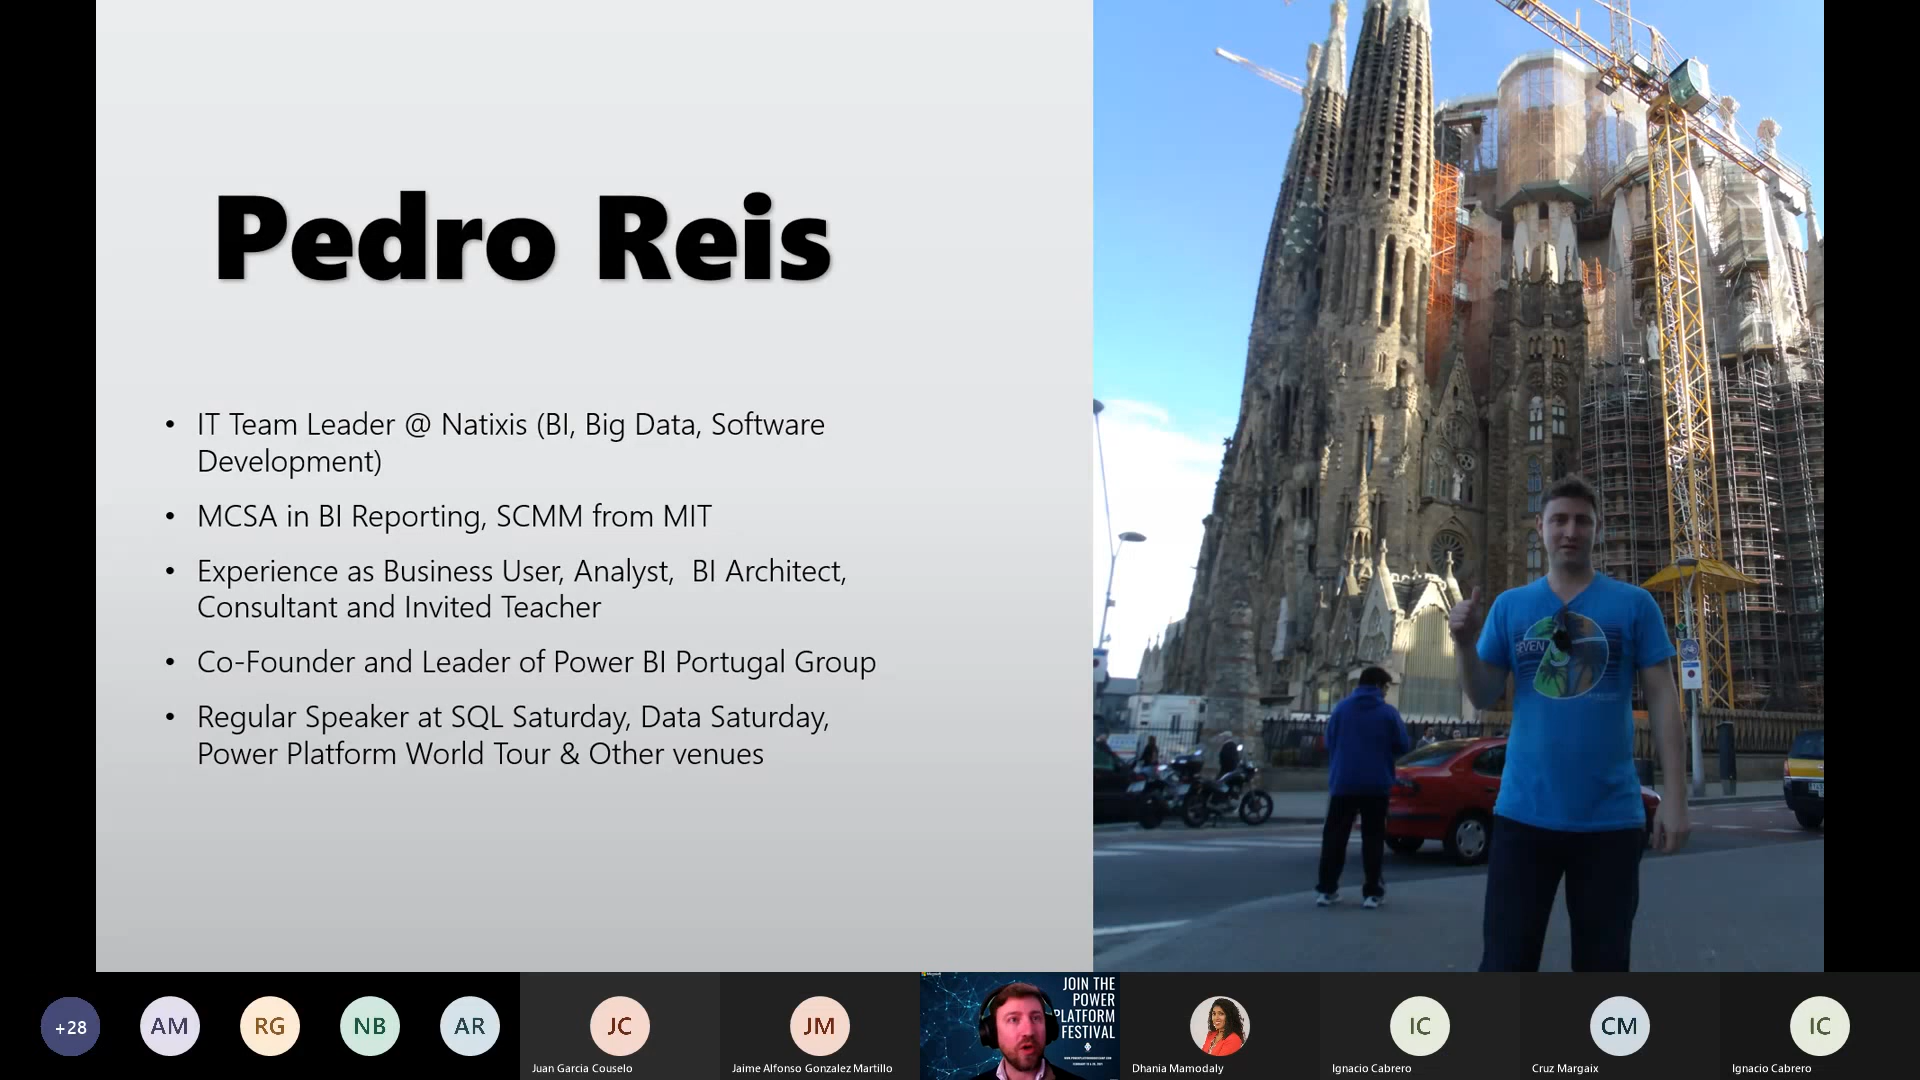 Pedro Reis
• IT Team Leader @ Natixis (BI, Big Data, Software
Development)
• MCSA in BI Reporting, SCMM from MIT
• Experience as Business User, Analyst,  BI Architect,
Consultant and Invited Teacher
• Co-Founder and Leader of Power BI Portugal Group
• Regular Speaker at SQL Saturday, Data Saturday,
Power Platform World Tour & Other venues
SEVEN
+28
AM
RG
NB
AR
JC
Juan Garcia Couselo
JM
Jaime Alfonso Gonzalez Martillo
JOIN THE
POWER
PLATFORM
FESTIVAL
Dhania Mamodaly
IC
Ignacio Cabrero
CM
Cruz Margaix
IC
Ignacio Cabrero